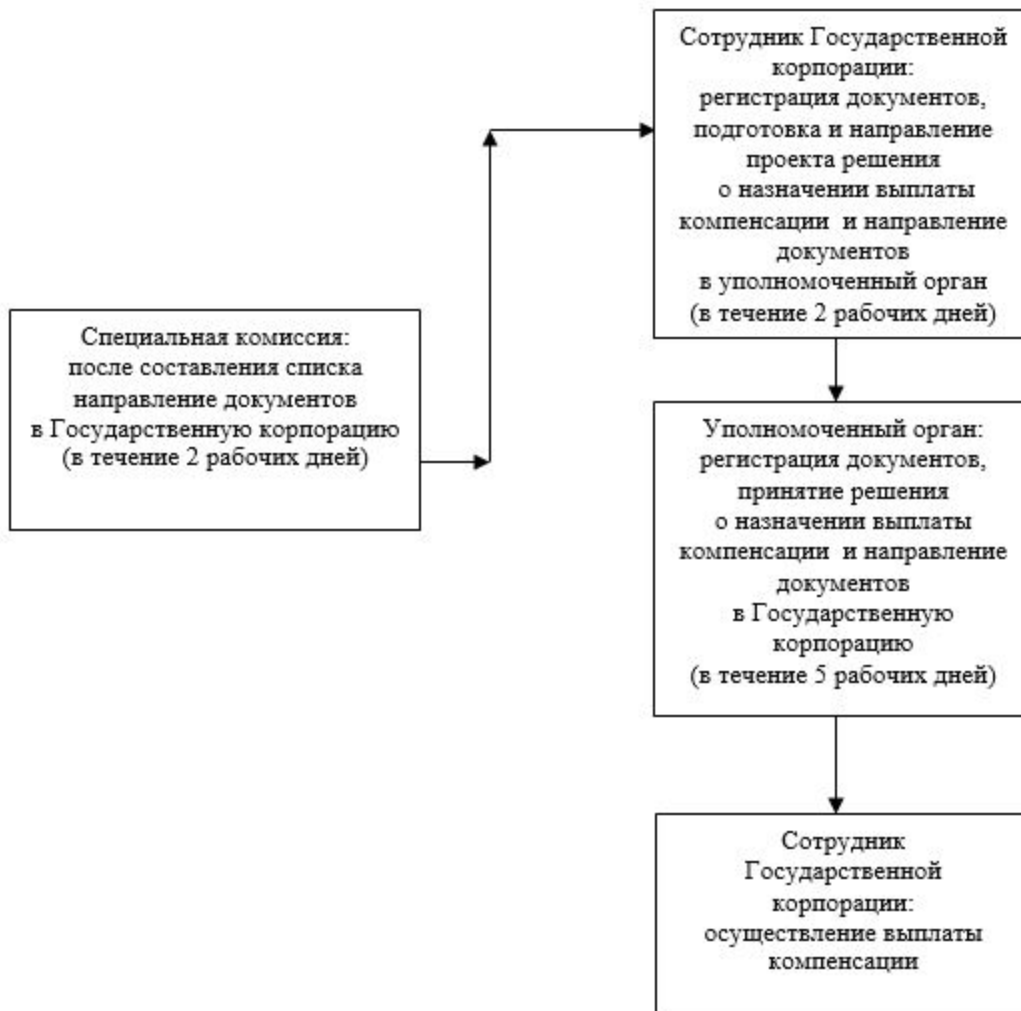 Специальная комиссия:
после составления списка
направление документов
в Государственную корпорацию
(в течение 2 рабочих дней)
Сотрудник Государственной
корпорации:
регистрация документов,
подготовка и направление
проекта решения
о назначении выплаты
компенсации и направление
документов
в уполномоченный орган
(в течение 2 рабочих дней)
Уполномоченный орган:
регистрация документов,
принятие решения
о назначении выплаты
компенсации и направление
документов
в Государственную
корпорацию
(в течение 5 рабочих дней)
Сотрудник
Государственной
корпорации:
осуществление выплаты
компенсации